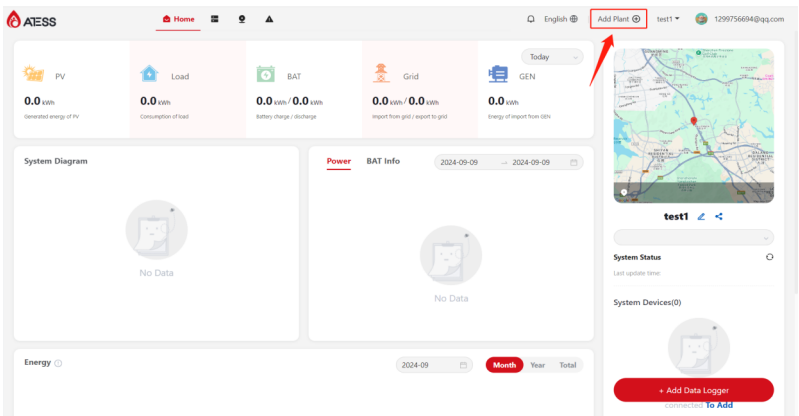 ATESS
Home
English
Add Plant
test1
1299756694@qq.com
Today
PV
Load
BAT
Grid
GEN
0.0 kWh
0.0 kWh
0.0 kWh / 0.0 kWh
0.0 kWh / 0.0 kWh
0.0 kWh
Generated energy of PV
Consumption of load
Battery charge / discharge
Import from grid / export to grid
Energy of import from GEN
System Diagram
No Data
Power
BAT Info
2024-09-09 → 2024-09-09
No Data
test1
System Status
Last update time:
System Devices(0)
Energy
2024-09
Month
Year
Total
+ Add Data Logger
connected To Add